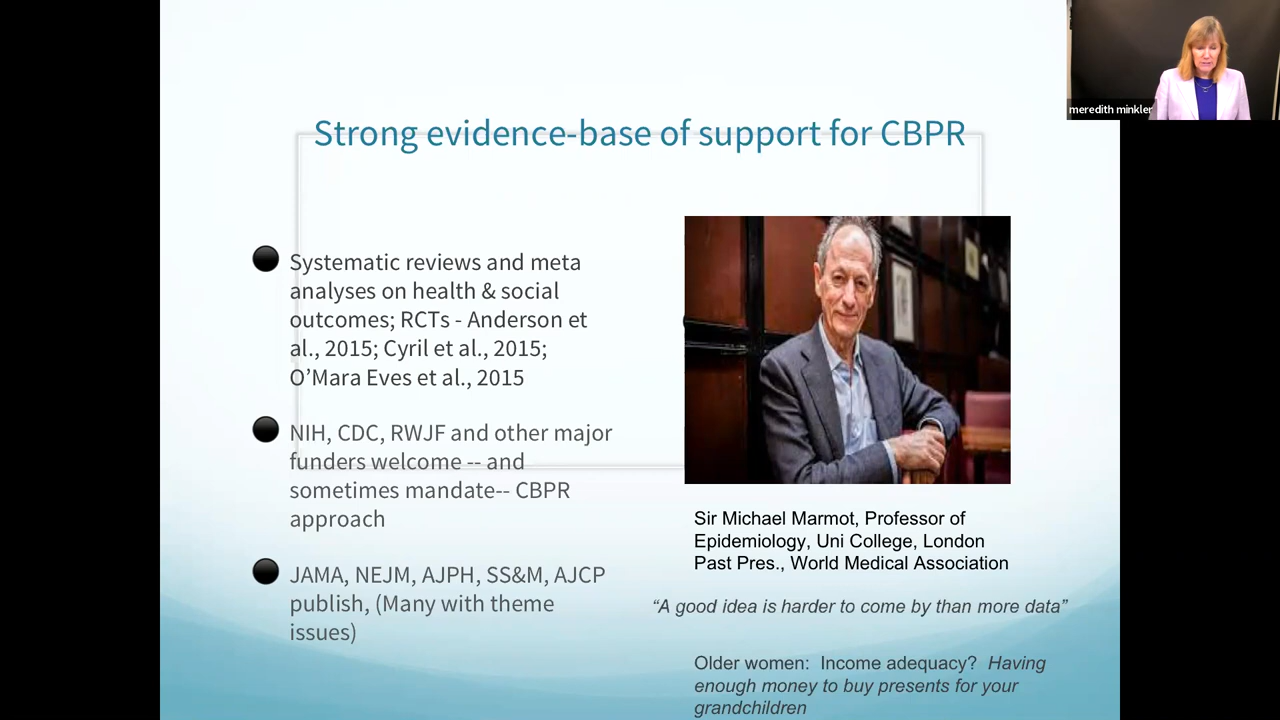 meredith minkler
Strong evidence-base of support for CBPR
Systematic reviews and meta
analyses on health & social
outcomes; RCTs - Anderson et
al., 2015; Cyril et al., 2015;
O’Mara Eves et al., 2015
NIH, CDC, RWJF and other major
funders welcome -- and
sometimes mandate-- CBPR
approach
JAMA, NEJM, AJPH, SS&M, AJCP
publish, (Many with theme
issues)
Sir Michael Marmot, Professor of
Epidemiology, Uni College, London
Past Pres., World Medical Association
“A good idea is harder to come by than more data”
Older women:  Income adequacy?  Having
enough money to buy presents for your
grandchildren